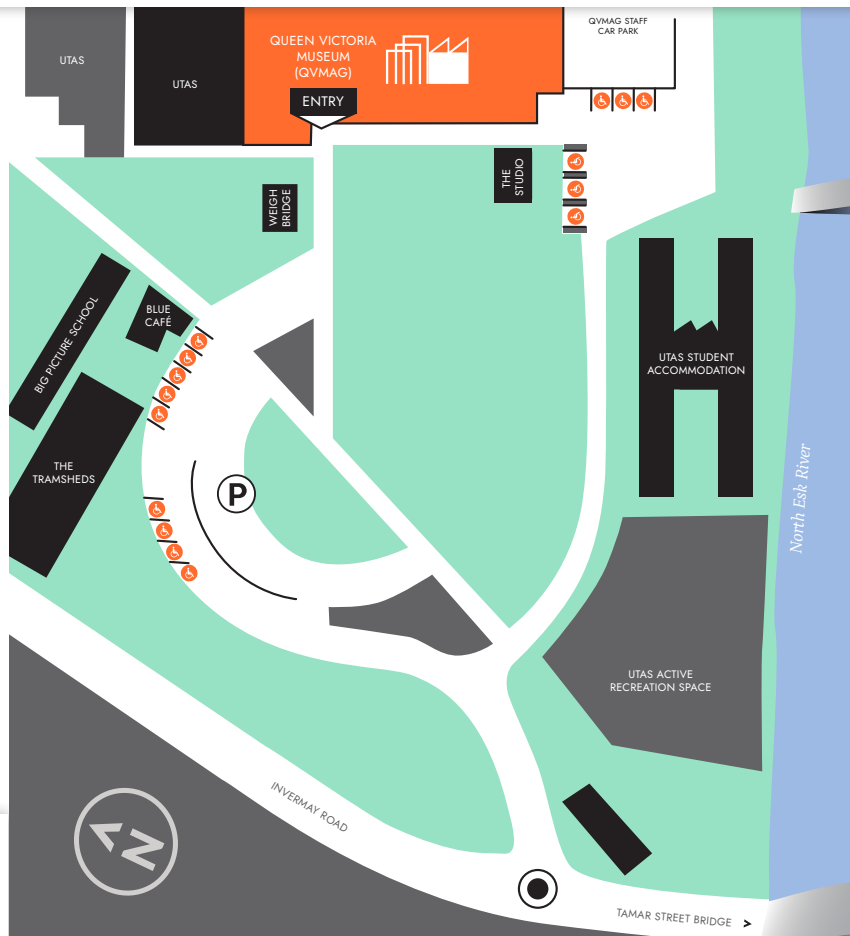 QVMAG STAFF
CAR PARK
QUEEN VICTORIA
MUSEUM
(QVMAG)
UTAS
UTAS
ENTRY
THE
STUDIO
WEIGH
BRIDGE
BLUE
CAFÉ
BIG PICTURE SCHOOL
UTAS STUDENT
ACCOMMODATION
THE
TRAMSHEDS
P
North Esk River
UTAS ACTIVE
RECREATION SPACE
INVERMAY ROAD
N
TAMAR STREET BRIDGE >